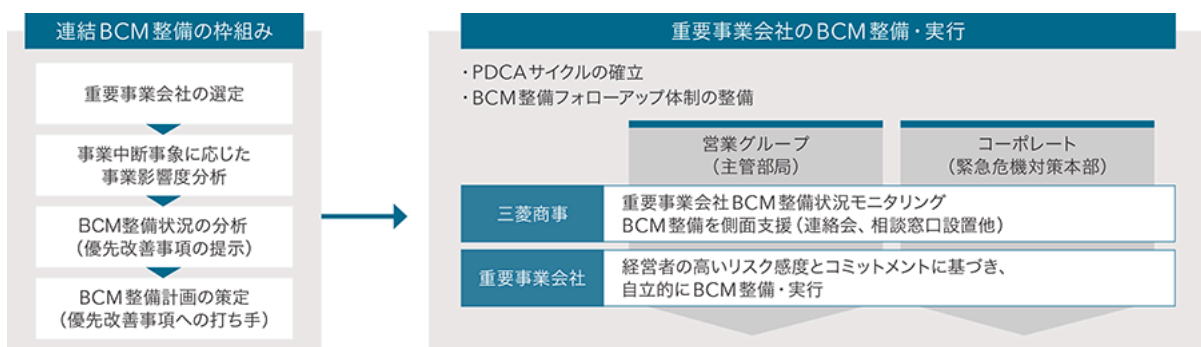 連結BCM整備の枠組み
重要事業会社の選定
事業中断事象に応じた
事業影響度分析
BCM整備状況の分析
(優先改善事項の提示)
BCM整備計画の策定
(優先改善事項への打ち手)
重要事業会社のBCM整備・実行
・PDCAサイクルの確立
・BCM整備フォローアップ体制の整備
営業グループ
(主管部局)
コーポレート
(緊急危機対策本部)
三菱商事
重要事業会社BCM整備状況モニタリング
BCM整備を側面支援(連絡会、相談窓口設置他)
重要事業会社
経営者の高いリスク感度とコミットメントに基づき、
自立的にBCM整備・実行